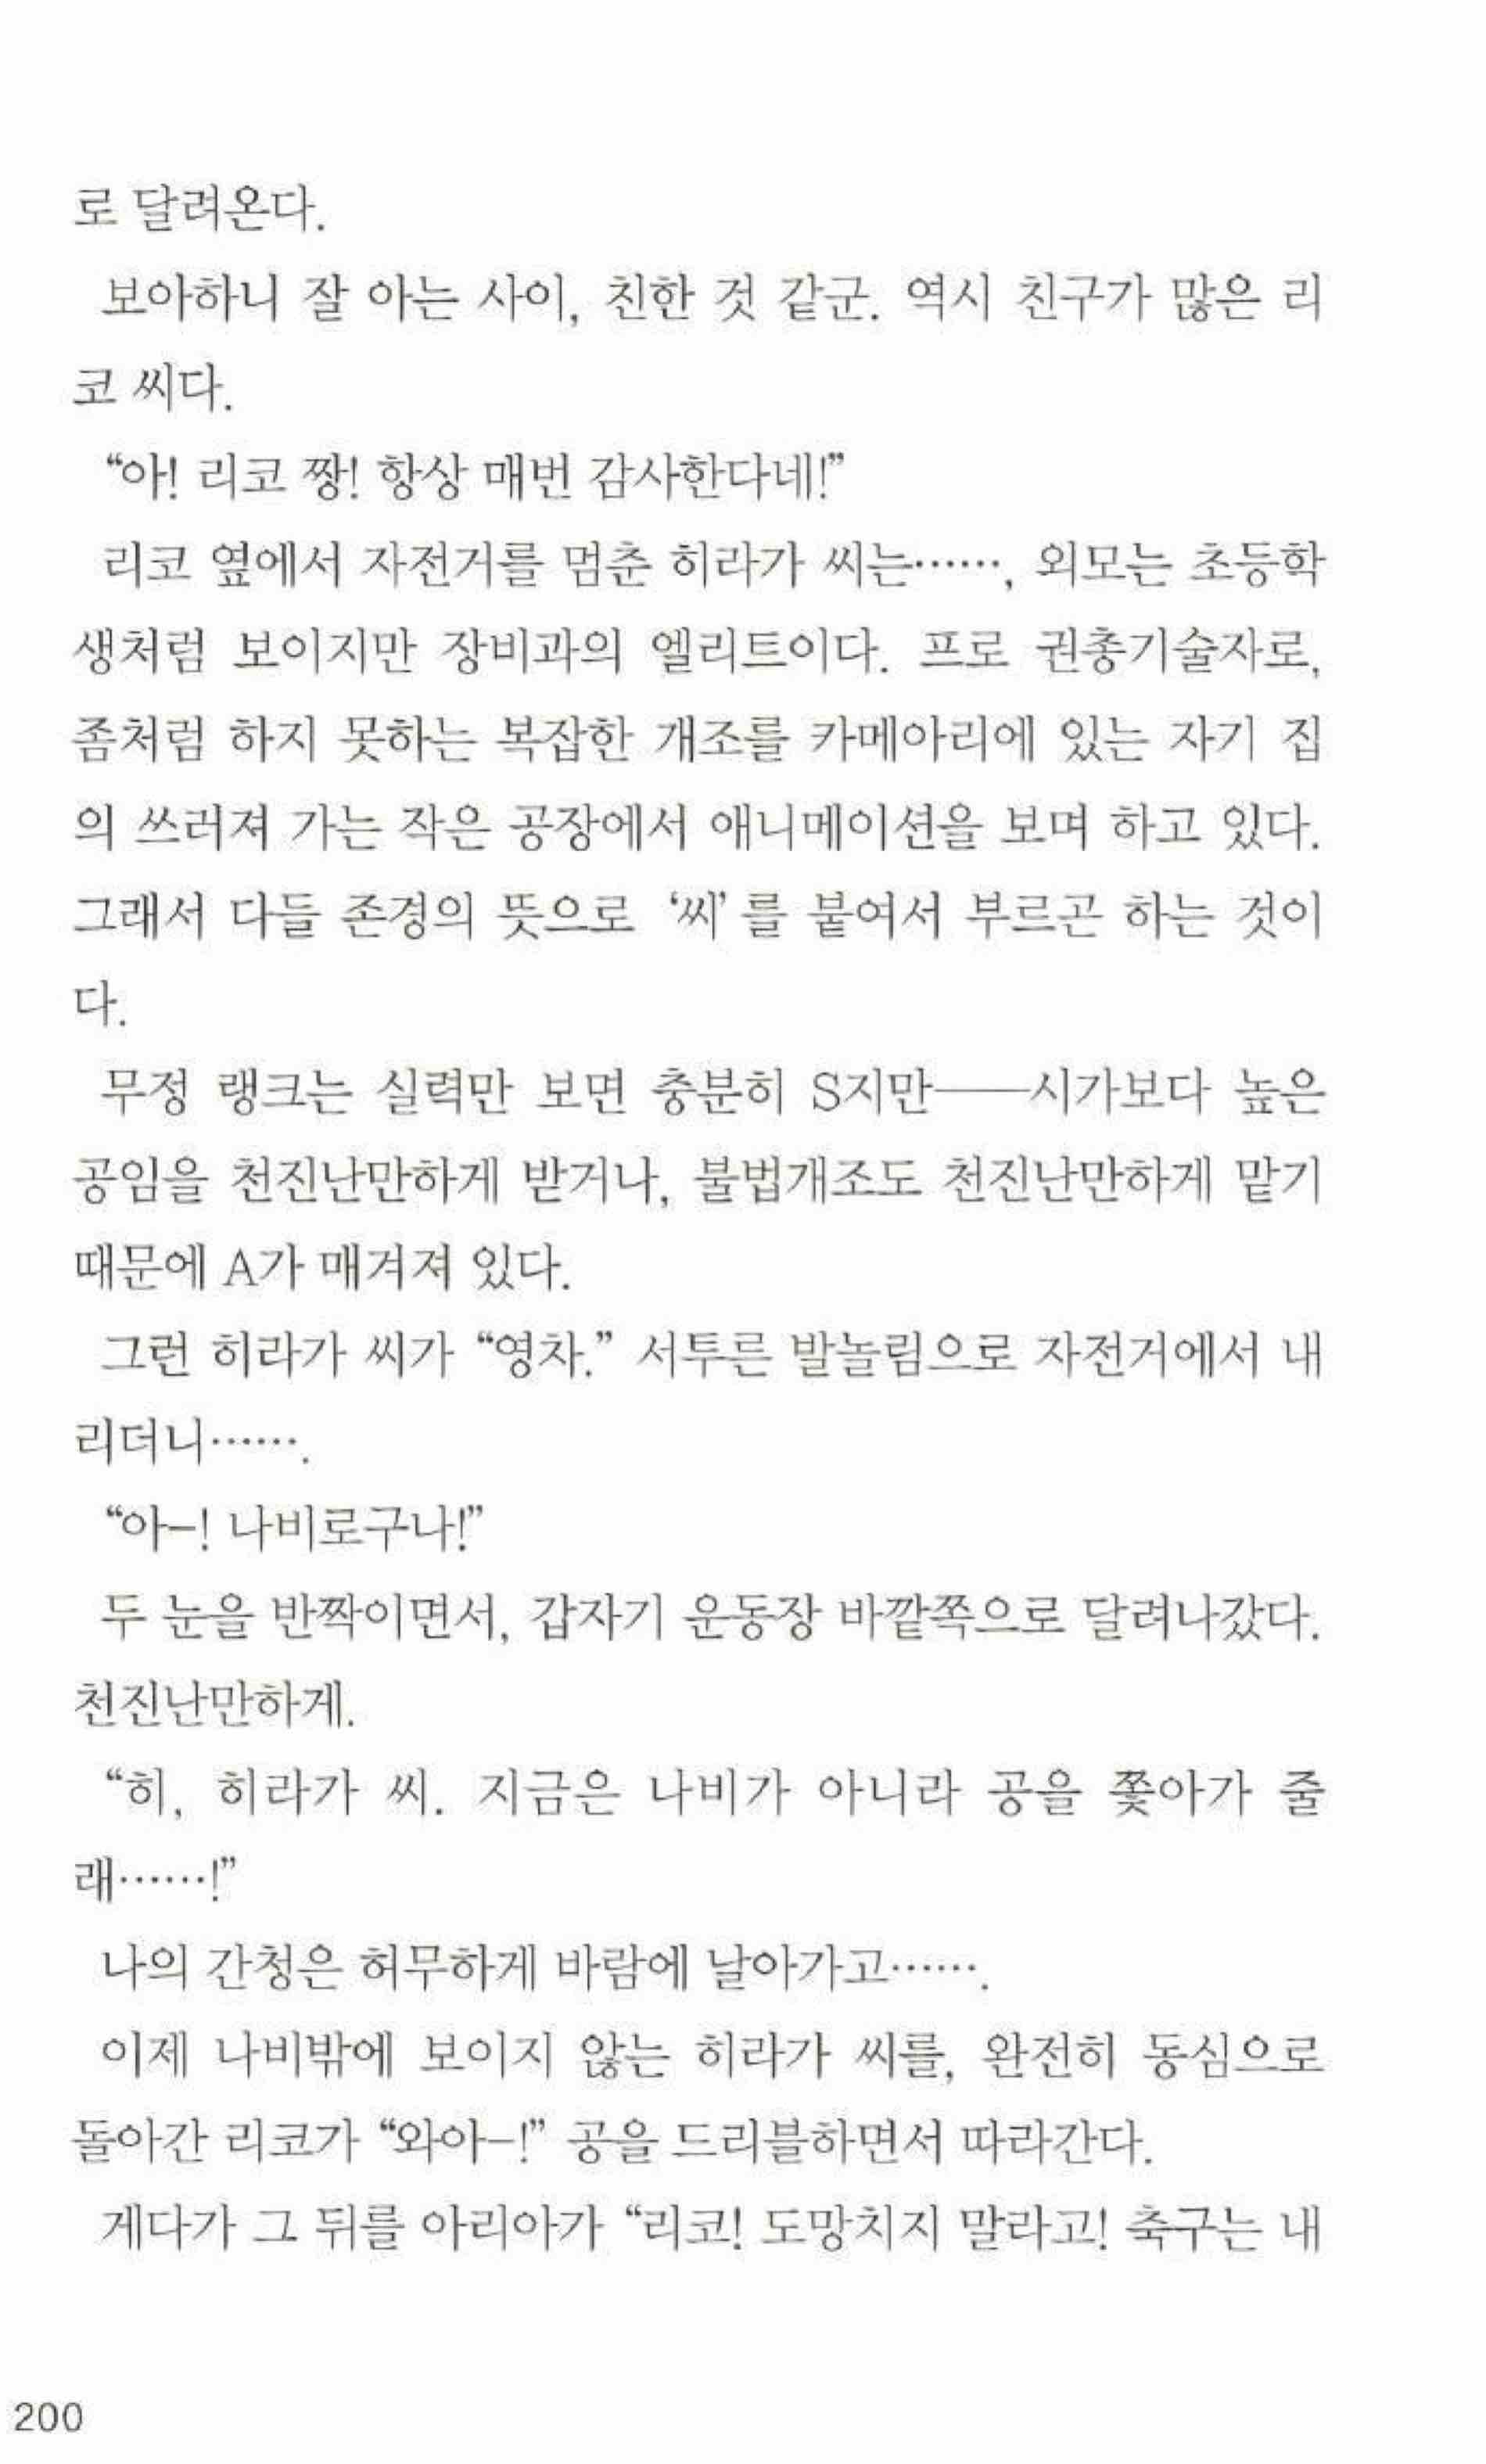 로 달려온다.
보아하니 잘 아는 사이, 친한 것 같군. 역시 친구가 많은 리
코 씨다.
“아! 리코 짱! 항상 매번 감사한다네!”
리코 옆에서 자전거를 멈춘 히라가 씨는……, 외모는 초등학
생처럼 보이지만 장비과의 엘리트이다. 프로 권총기술자로,
좀처럼 하지 못하는 복잡한 개조를 카메아리에 있는 자기 집
의 쓰러져 가는 작은 공장에서 애니메이션을 보며 하고 있다.
그래서 다들 존경의 뜻으로 ‘씨’를 붙여서 부르곤 하는 것이
다.
무정 랭크는 실력만 보면 충분히 S지만――시가보다 높은
공임을 천진난만하게 받거나, 불법개조도 천진난만하게 맡기
때문에 A가 매겨져 있다.
그런 히라가 씨가 “영차.” 서투른 발놀림으로 자전거에서 내
리더니…….
“아–! 나비로구나!”
두 눈을 반짝이면서, 갑자기 운동장 바깥쪽으로 달려나갔다.
천진난만하게.
“히, 히라가 씨. 지금은 나비가 아니라 공을 쫓아가 줄
래……!”
나의 간청은 허무하게 바람에 날아가고…….
이제 나비밖에 보이지 않는 히라가 씨를, 완전히 동심으로
돌아간 리코가 “와아–!” 공을 드리블하면서 따라간다.
게다가 그 뒤를 아리아가 “리코! 도망치지 말라고! 축구는 내
200